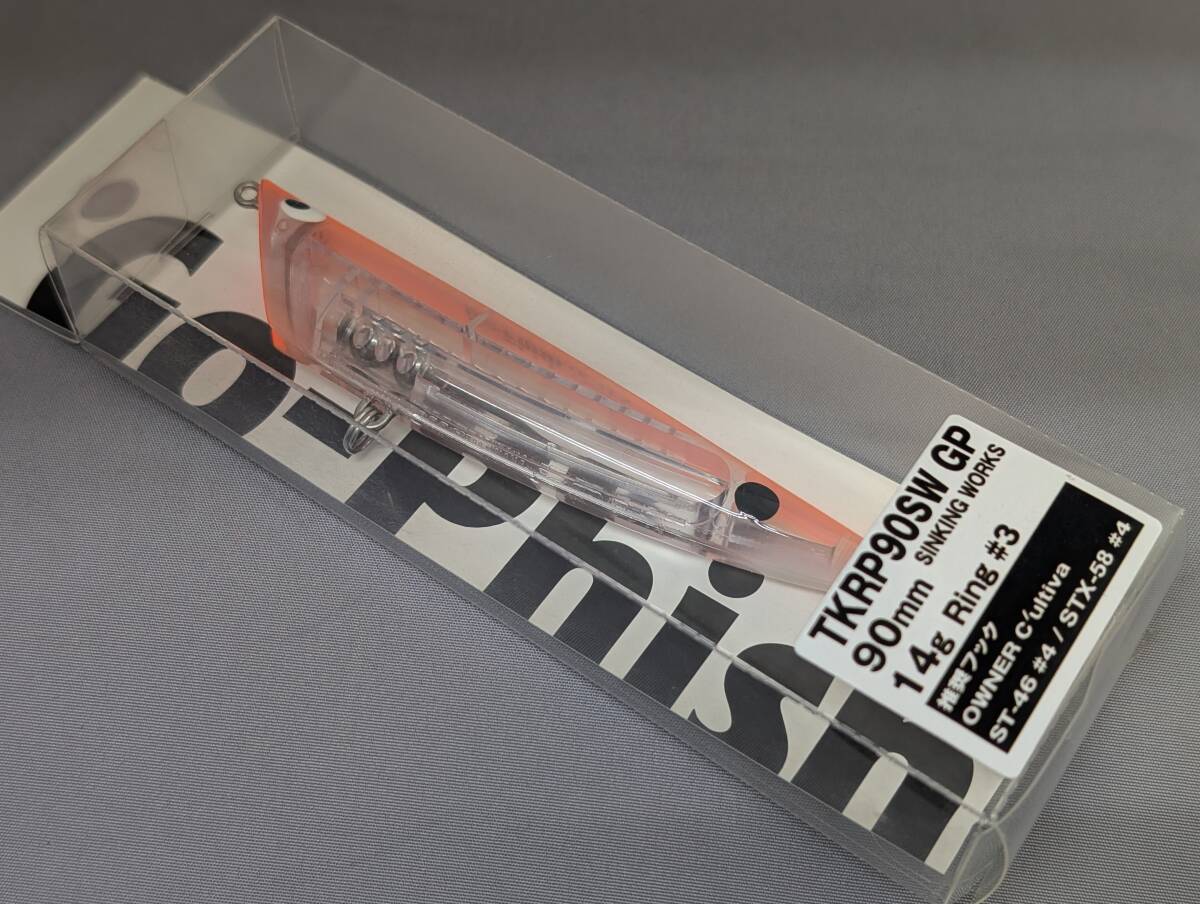 TKRP90SW GP
90mm SINKING WORKS
14g Ring #3
推奨フック
OWNER C'ultiva
ST-46 #4 / STX-58 #4
phish